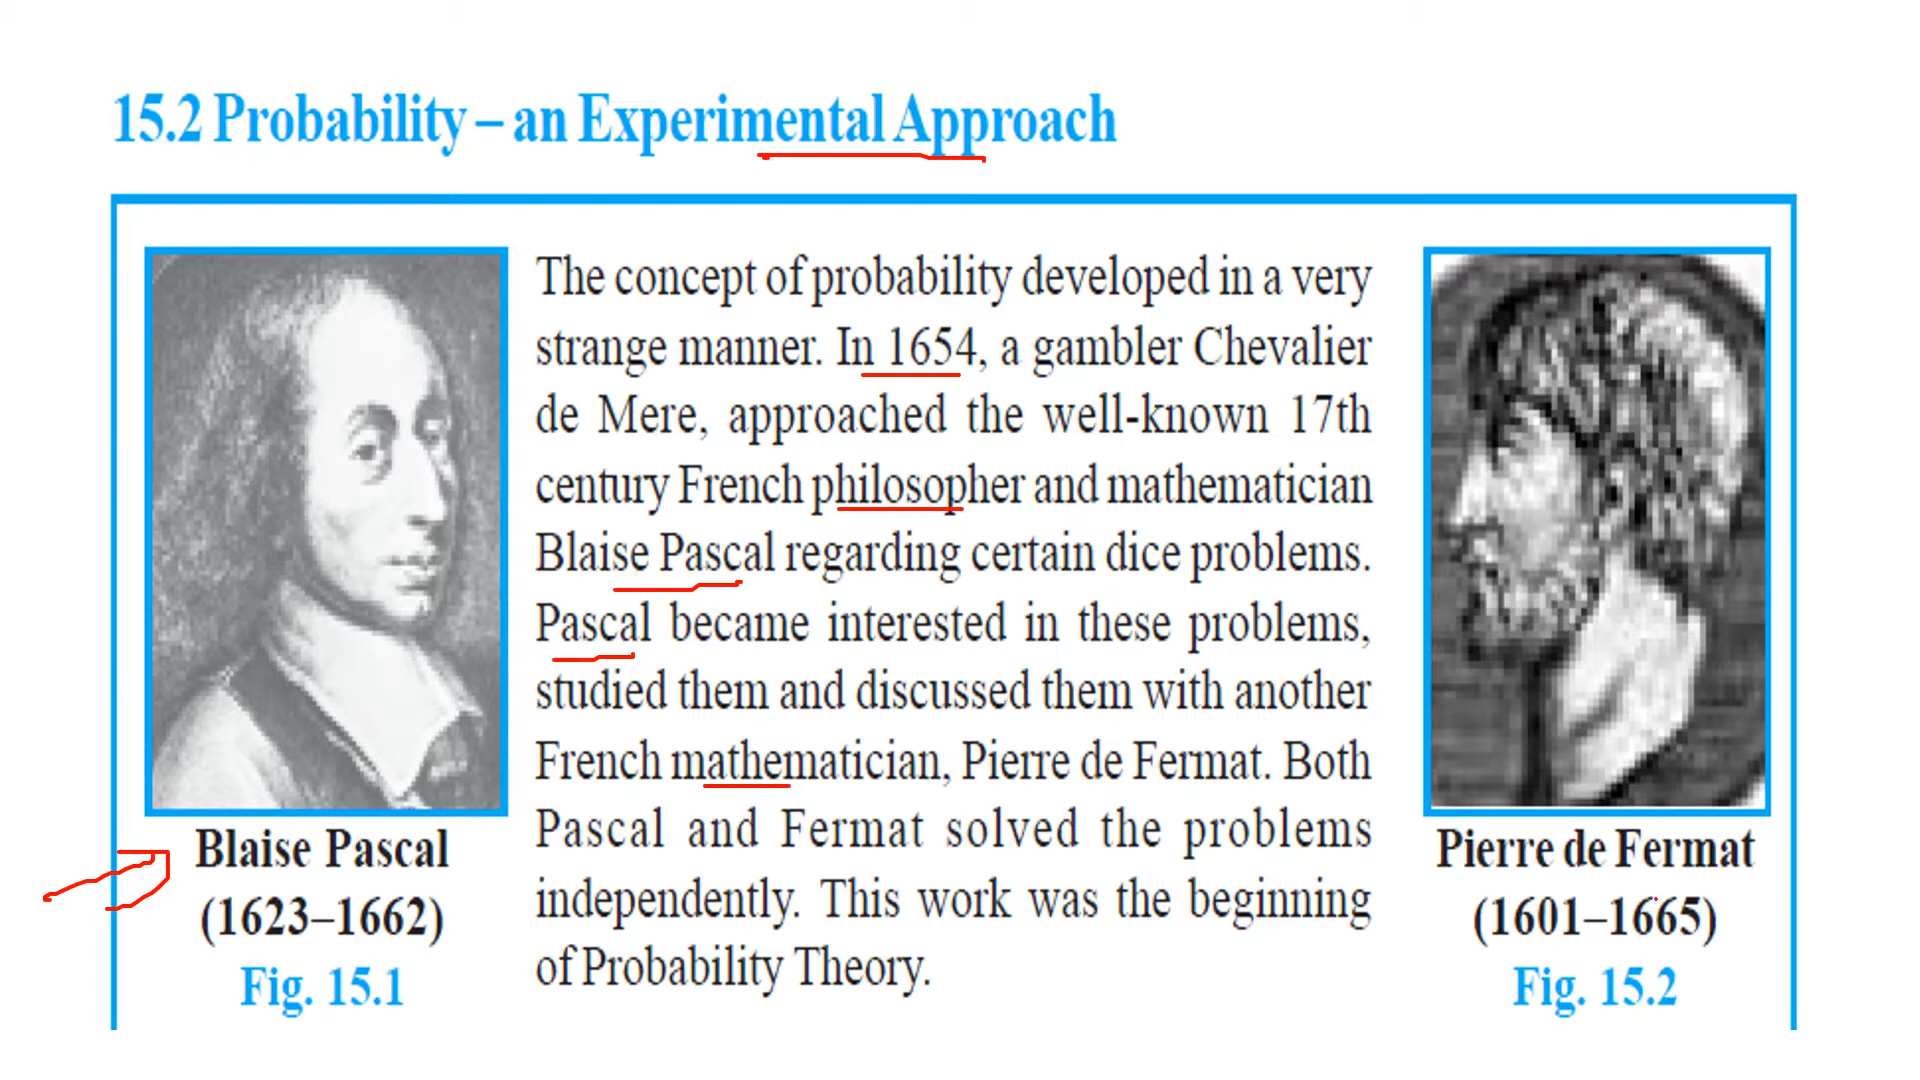 15.2 Probability – an Experimental Approach
The concept of probability developed in a very
strange manner. In 1654, a gambler Chevalier
de Mere, approached the well-known 17th
century French philosopher and mathematician
Blaise Pascal regarding certain dice problems.
Pascal became interested in these problems,
studied them and discussed them with another
French mathematician, Pierre de Fermat. Both
Pascal and Fermat solved the problems
independently. This work was the beginning
of Probability Theory.
Blaise Pascal
(1623–1662)
Fig. 15.1
Pierre de Fermat
(1601–1665)
Fig. 15.2